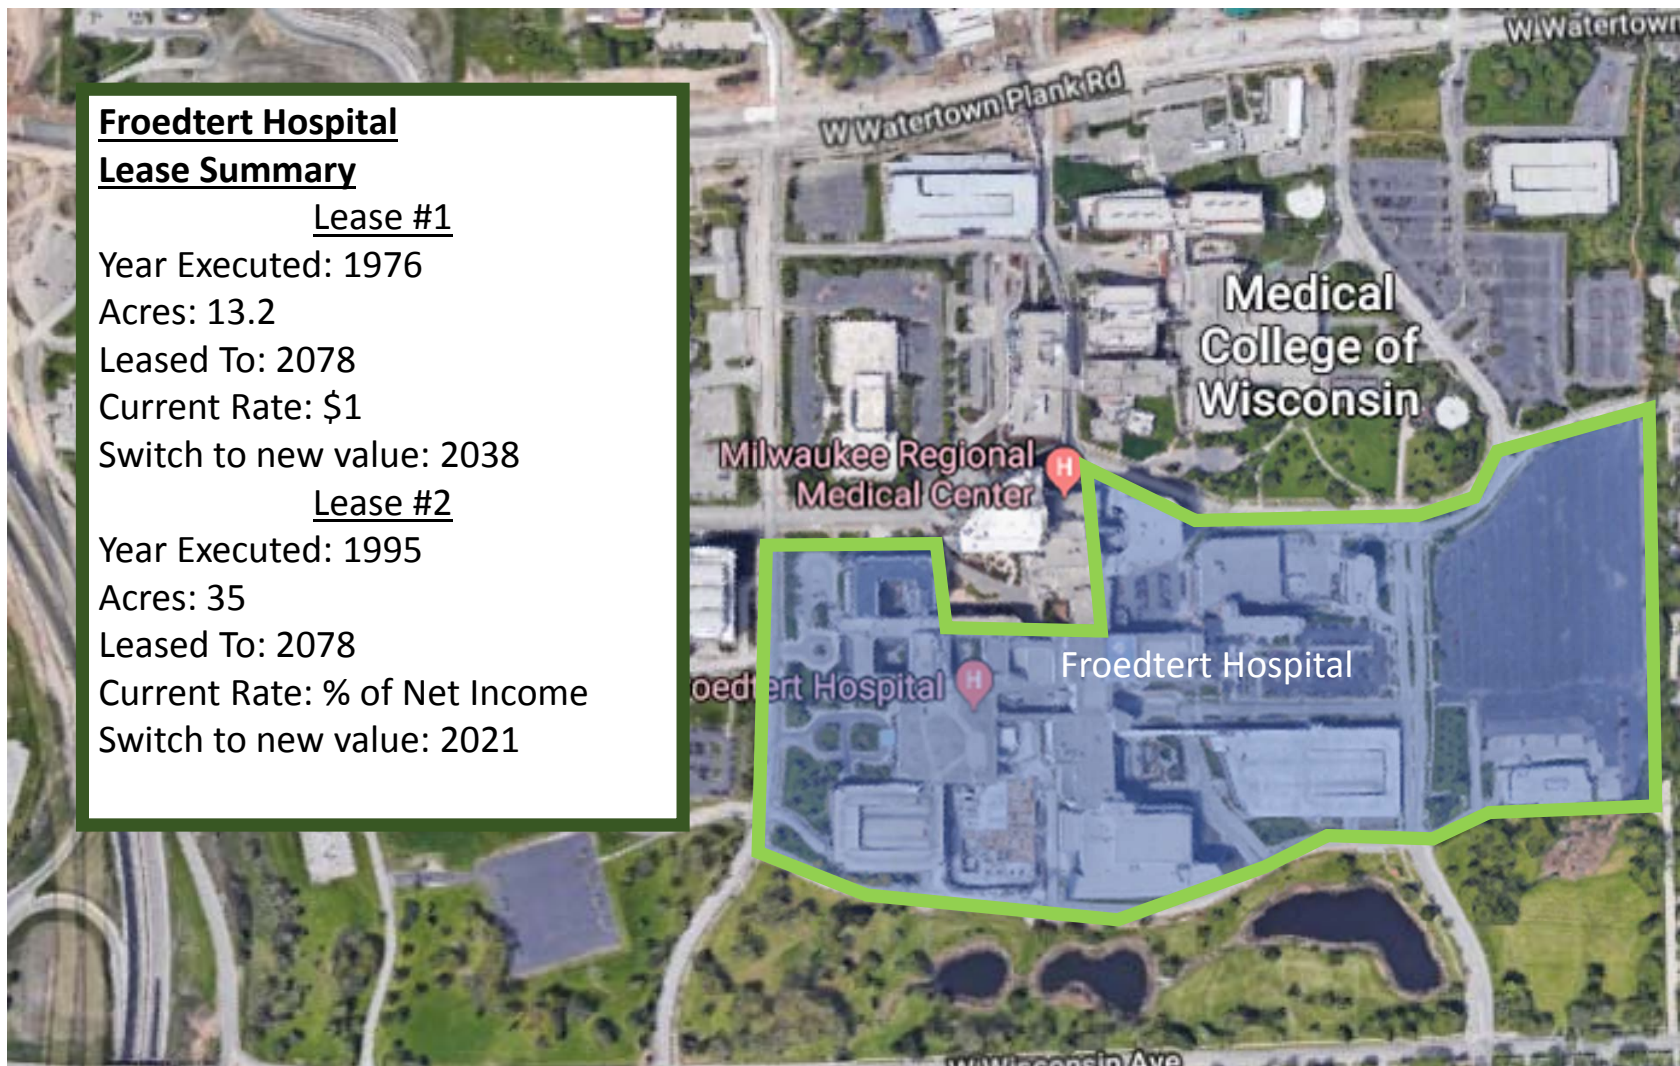 W Watertown
W Watertown Plank Rd
Froedtert Hospital
Lease Summary
Lease #1
Year Executed: 1976
Acres: 13.2
Leased To: 2078
Current Rate: $1
Switch to new value: 2038
Lease #2
Year Executed: 1995
Acres: 35
Leased To: 2078
Current Rate: % of Net Income
Switch to new value: 2021
Medical
College of
Wisconsin
Milwaukee Regional
Medical Center
H
Froedtert Hospital
oedtert Hospital
H
W Wisconsin Ave